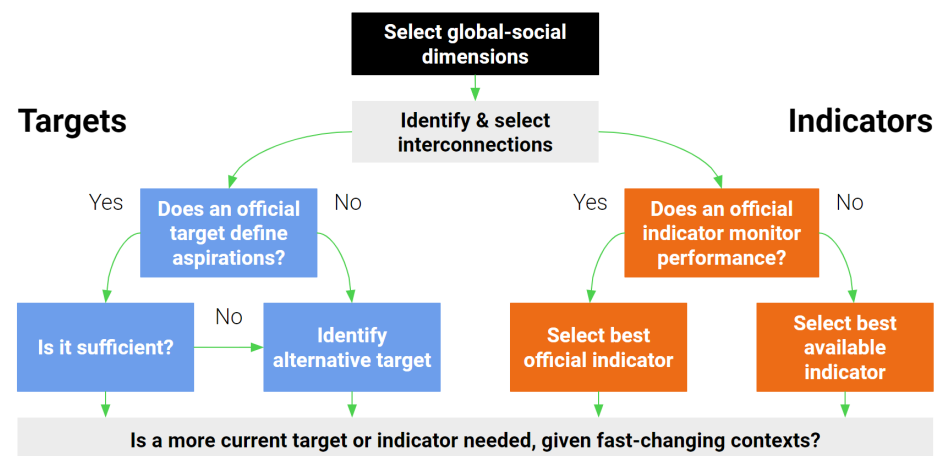 Select global-social
dimensions
Targets
Identify & select
interconnections
Indicators
Yes
Does an official
target define
aspirations?
No
Yes
Does an official
indicator monitor
performance?
No
Is it sufficient?
No
Identify
alternative target
Select best
official indicator
Select best
available
indicator
Is a more current target or indicator needed, given fast-changing contexts?